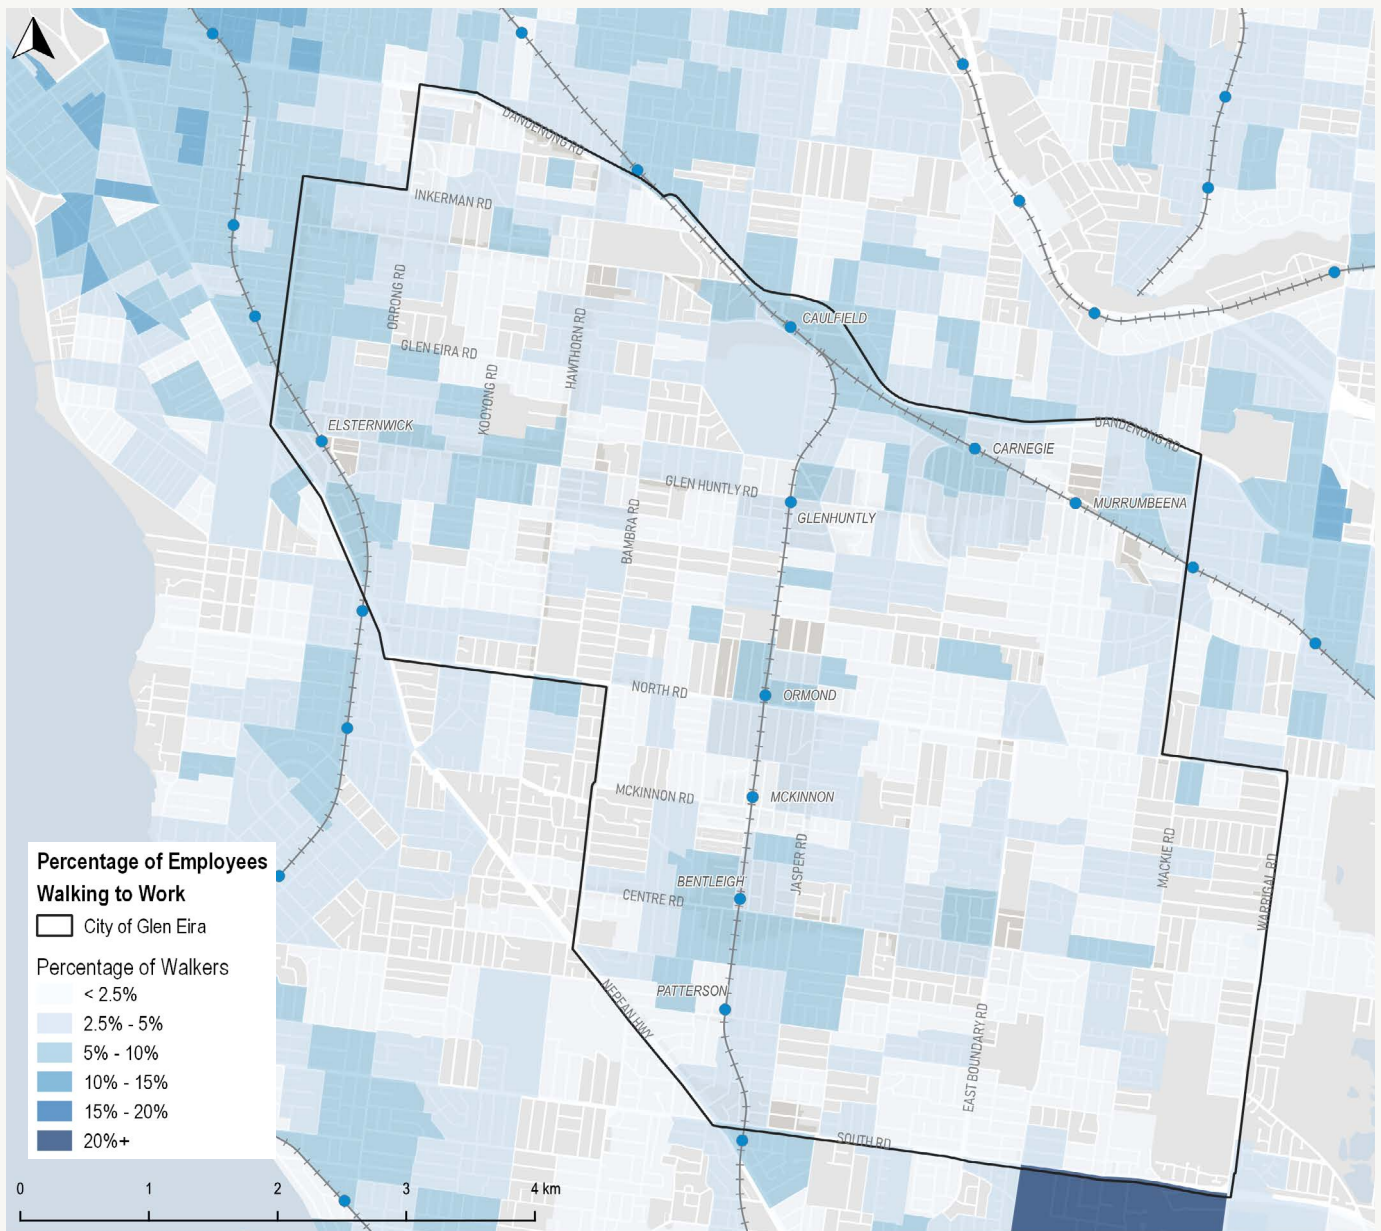 DANDENONG RD
INKERMAN RD
ORRONG RD
HAWTHORN RD
CAULFIELD
GLEN EIRA RD
KOOYONG RD
ELSTERNWICK
DANDENONG RD
CARNEGIE
GLEN HUNTLY RD
MURRUMBEENA
BAMBRA RD
GLENHUNTLY
NORTH RD
ORMOND
MCKINNON RD
MCKINNON
JASPER RD
MACKIE RD
BENTLEIGH
CENTRE RD
WARRIGAL RD
PATTERSON
NEPEAN HWY
EAST BOUNDARY RD
SOUTH RD
Percentage of Employees
Walking to Work
City of Glen Eira
Percentage of Walkers
< 2.5%
2.5% - 5%
5% - 10%
10% - 15%
15% - 20%
20%+
0 1 2 3 4 km